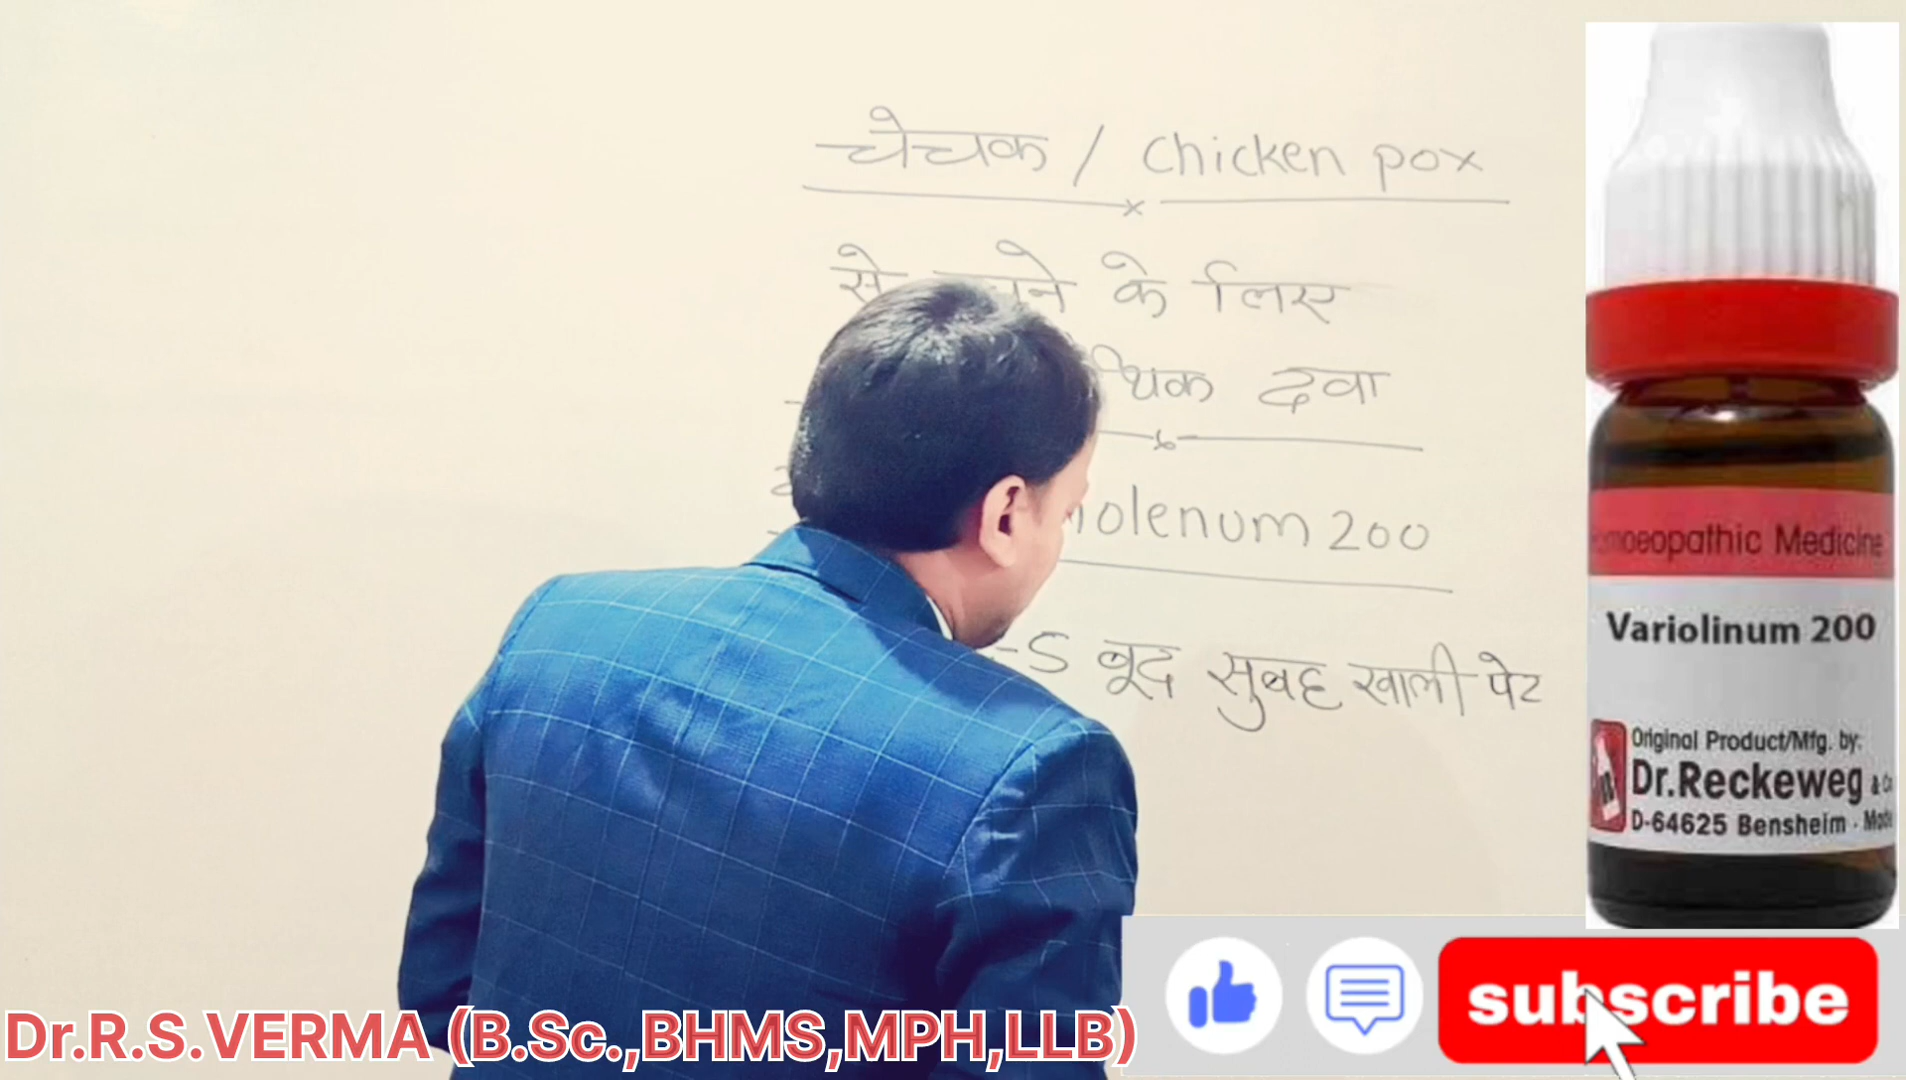 चेचक / Chicken pox
से के लिए
दवा
200
5 बूद सुबह खाली पेट
Homoeopathic Medicine
Variolinum 200
Original Product/Mfg. by:
Dr.Reckeweg & Co
D-64625 Bensheim
subscribe
Dr.R.S.VERMA (B.Sc.,BHMS,MPH,LLB)